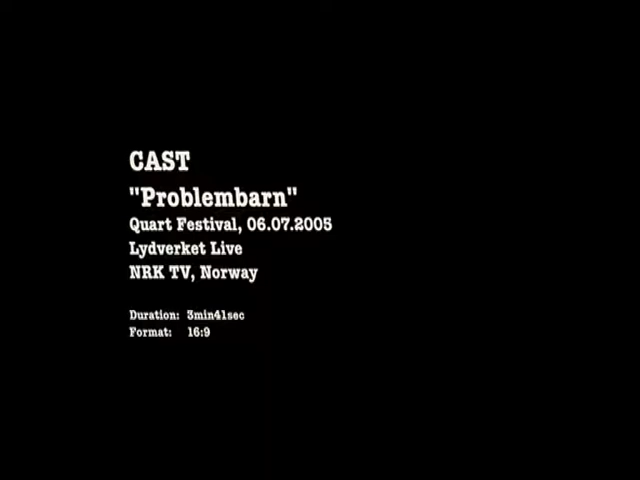 CAST
"Problembarn"
Quart Festival, 06.07.2005
Lydverket Live
NRK TV, Norway
Duration: 3min41sec
Format: 16:9